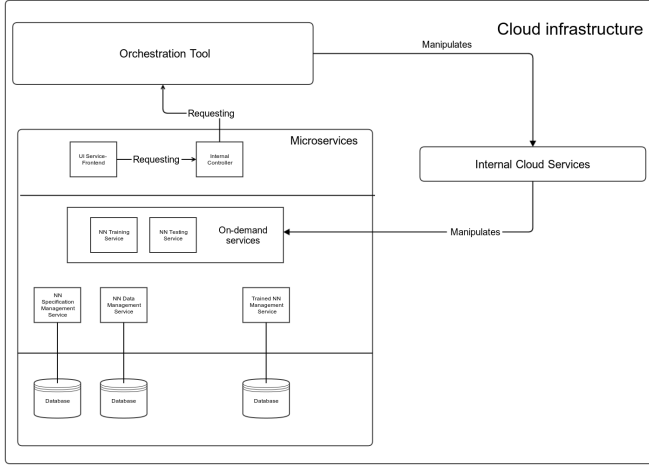 Cloud infrastructure
Orchestration Tool
Manipulates
Requesting
Microservices
UI Service-
Frontend
Requesting
Internal
Controller
Internal Cloud Services
NN Training
Service
NN Testing
Service
On-demand
services
Manipulates
NN
Specification
Management
Service
NN Data
Management
Service
Trained NN
Management
Service
Database
Database
Database